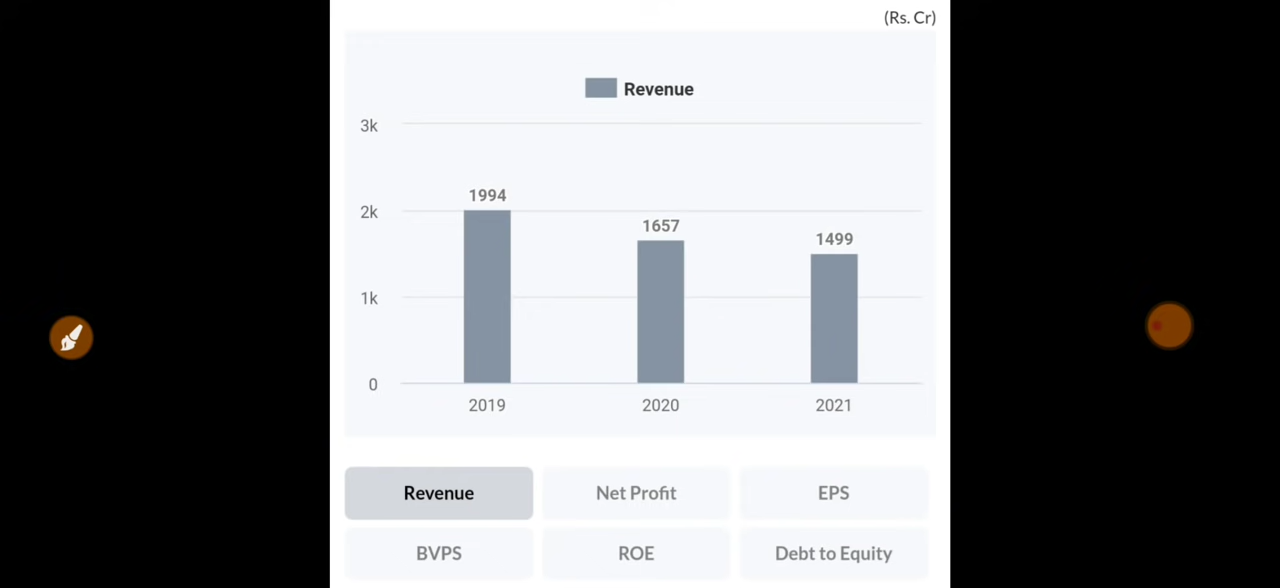 (Rs. Cr)
Revenue
3k
1994
2k
1657
1499
1k
0
2019 2020 2021
Revenue Net Profit EPS
BVPS ROE Debt to Equity